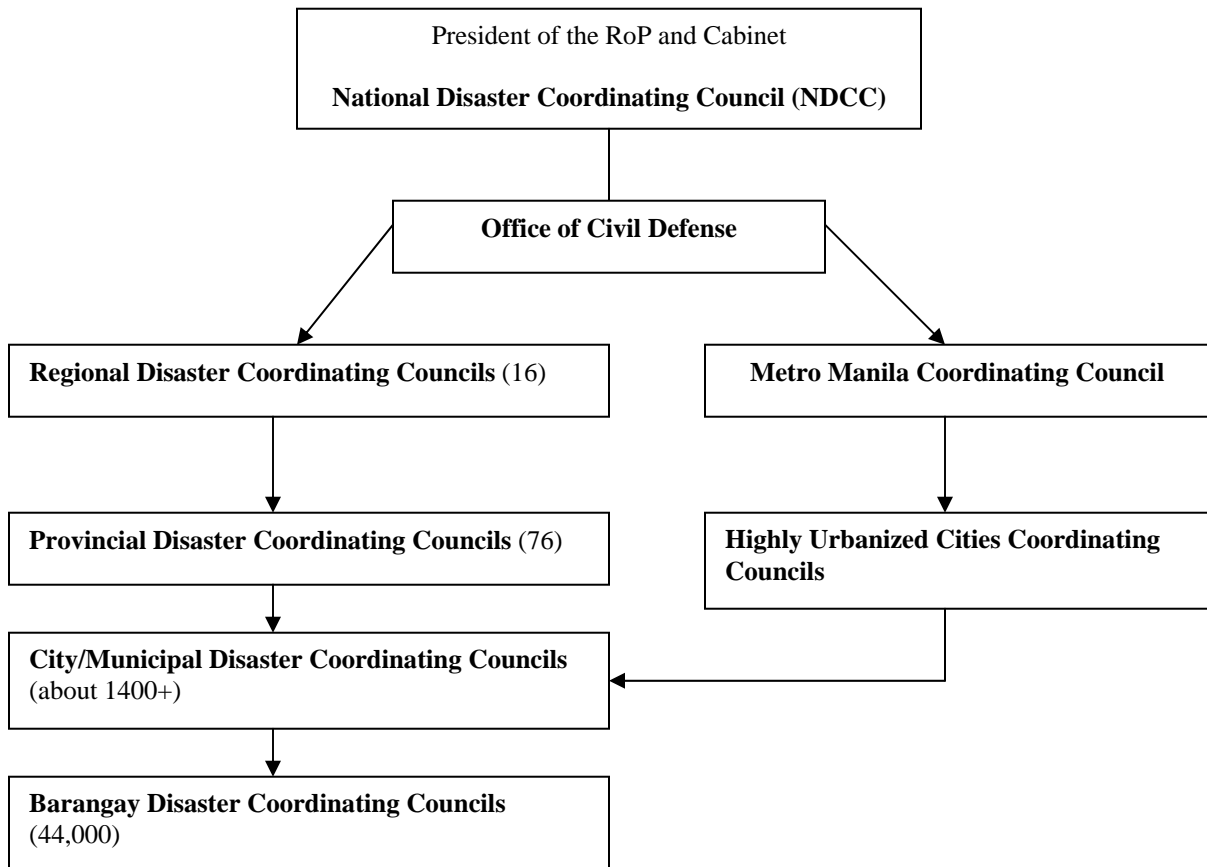 President of the RoP and Cabinet
National Disaster Coordinating Council (NDCC)
Office of Civil Defense
Regional Disaster Coordinating Councils (16)
Metro Manila Coordinating Council
Provincial Disaster Coordinating Councils (76)
Highly Urbanized Cities Coordinating
Councils
City/Municipal Disaster Coordinating Councils
(about 1400+)
Barangay Disaster Coordinating Councils
(44,000)